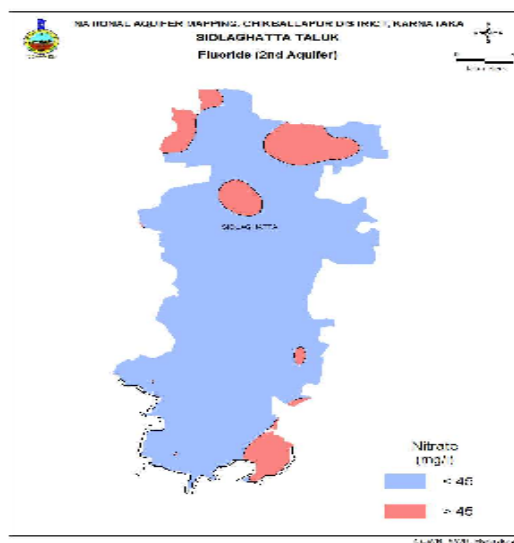 NATIONAL AQUIFER MAPPING, CHIKBALLAPUR DISTRICT, KARNATAKA
SIDLAGHATTA TALUK
Fluoride (2nd Aquifer)
SIDLAGHATTA
Nitrate
(mg/l)
< 45
> 45